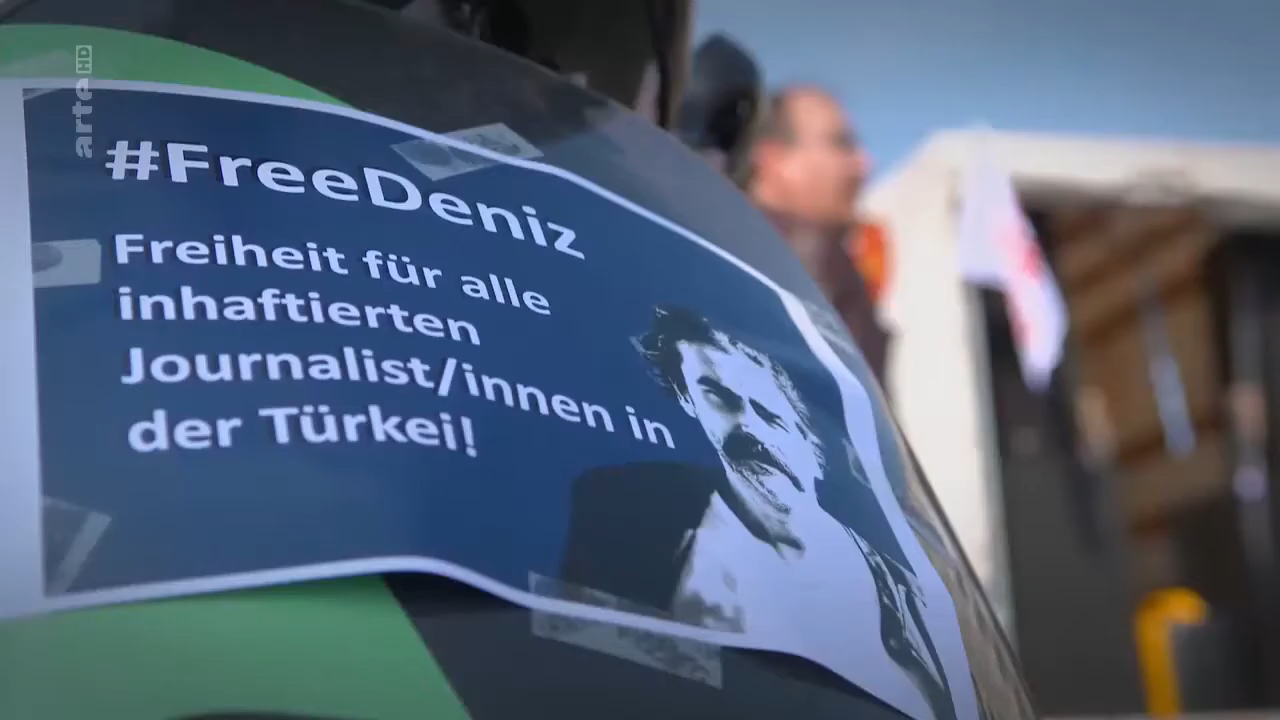 arte HD
#FreeDeniz
Freiheit für alle
inhaftierten
Journalist/innen in
der Türkei!